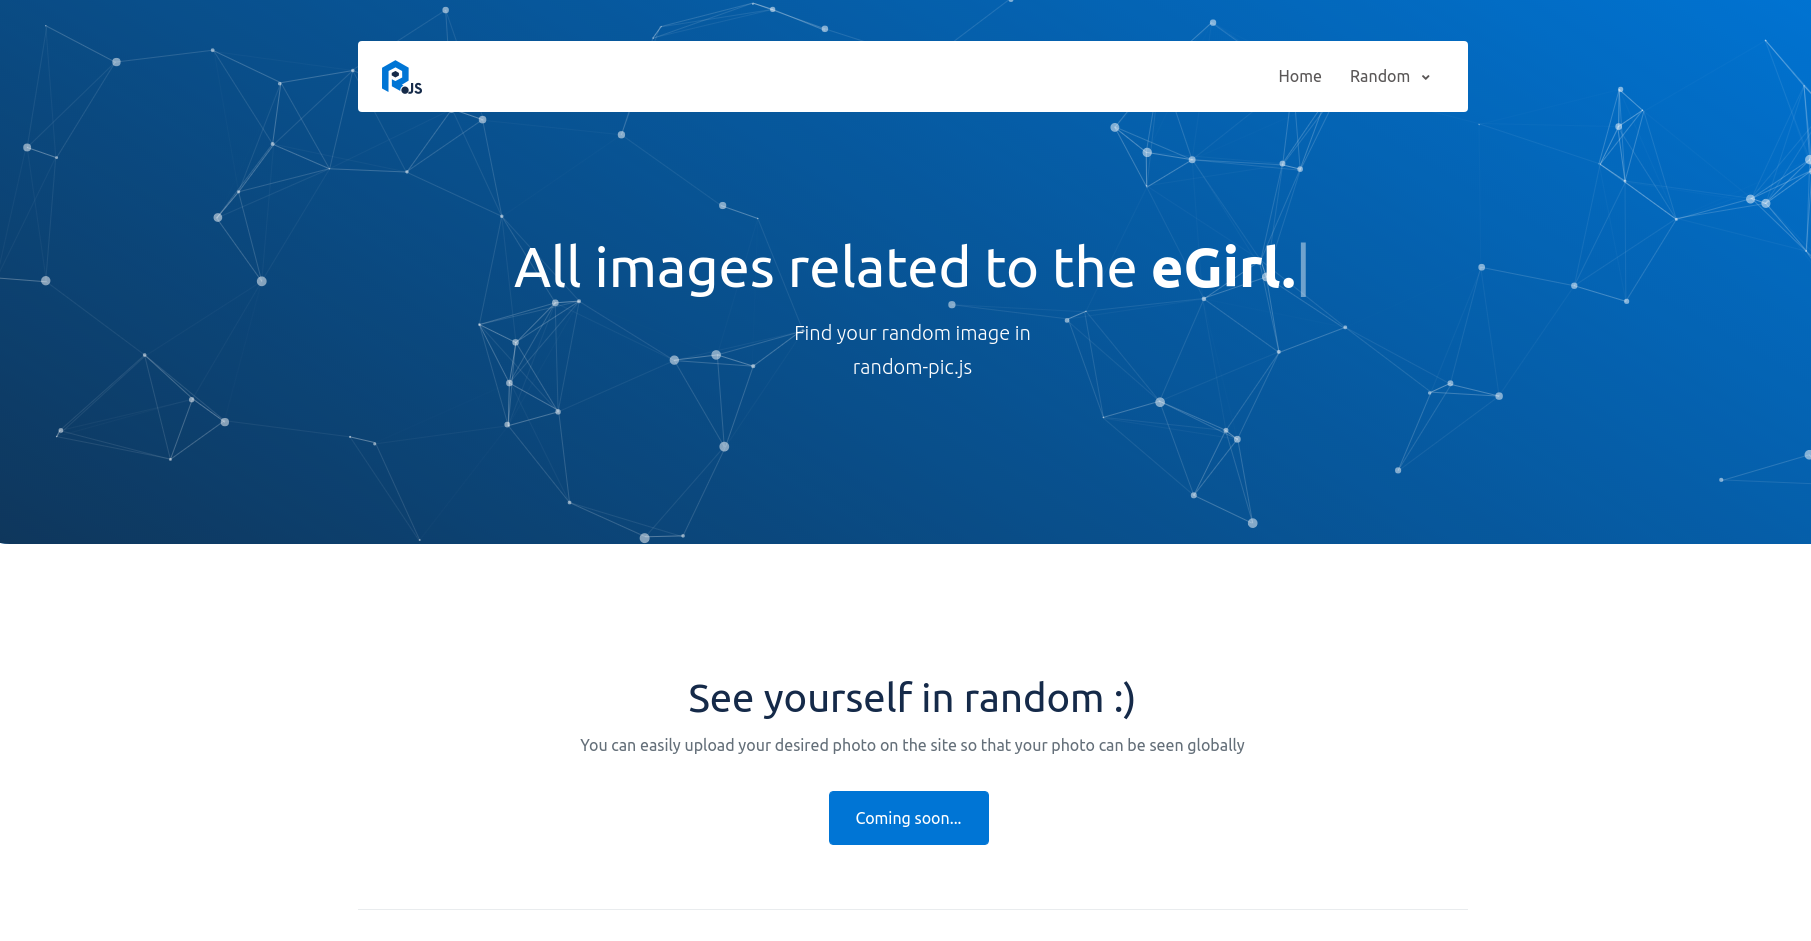 JS
Home
Random
All images related to the eGirl.
Find your random image in
random-pic.js
See yourself in random :)
You can easily upload your desired photo on the site so that your photo can be seen globally
Coming soon...